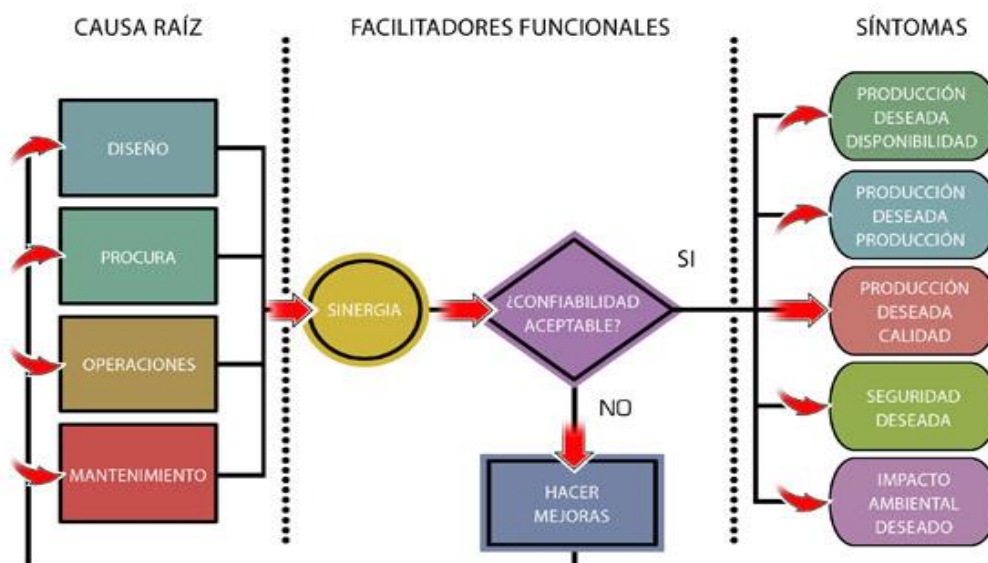 CAUSA RAÍZ
FACILITADORES FUNCIONALES
SÍNTOMAS
DISEÑO
PROCURA
OPERACIONES
MANTENIMIENTO
SINERGIA
¿CONFIABILIDAD
ACEPTABLE?
SI
NO
HACER
MEJORAS
PRODUCCIÓN
DESEADA
DISPONIBILIDAD
PRODUCCIÓN
DESEADA
PRODUCCIÓN
PRODUCCIÓN
DESEADA
CALIDAD
SEGURIDAD
DESEADA
IMPACTO
AMBIENTAL
DESEADO